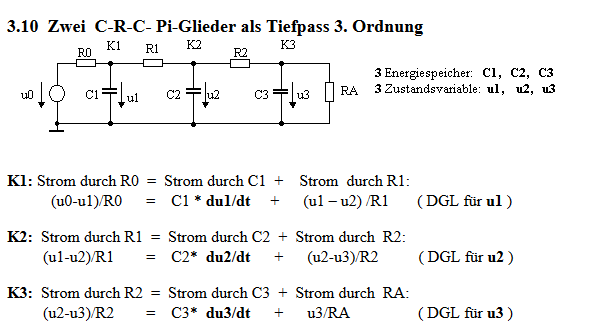 3.10 Zwei C-R-C- Pi-Glieder als Tiefpass 3. Ordnung
R0 K1 R1 K2 R2 K3
3 Energiespeicher: C1, C2, C3
u0 C1 u1 C2 u2 C3 u3 RA 3 Zustandsvariable: u1, u2, u3
K1: Strom durch R0 = Strom durch C1 + Strom durch R1:
(u0-u1)/R0 = C1 * du1/dt + (u1 – u2) /R1 ( DGL für u1 )
K2: Strom durch R1 = Strom durch C2 + Strom durch R2:
(u1-u2)/R1 = C2* du2/dt + (u2-u3)/R2 ( DGL für u2 )
K3: Strom durch R2 = Strom durch C3 + Strom durch RA:
(u2-u3)/R2 = C3* du3/dt + u3/RA ( DGL für u3 )